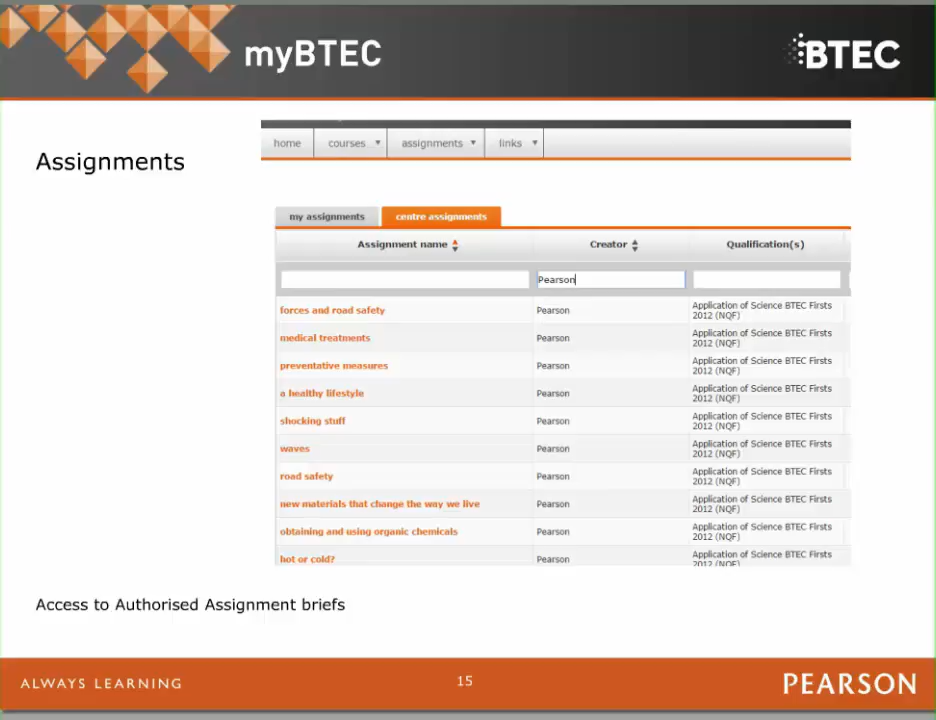 myBTEC
BTEC
Assignments
home courses assignments links
my assignments centre assignments
Assignment name Creator Qualification(s)
Pearson
forces and road safety Pearson Application of Science BTEC Firsts
2012 (NQF)
medical treatments Pearson Application of Science BTEC Firsts
2012 (NQF)
preventative measures Pearson Application of Science BTEC Firsts
2012 (NQF)
a healthy lifestyle Pearson Application of Science BTEC Firsts
2012 (NQF)
shocking stuff Pearson Application of Science BTEC Firsts
2012 (NQF)
waves Pearson Application of Science BTEC Firsts
2012 (NQF)
road safety Pearson Application of Science BTEC Firsts
2012 (NQF)
new materials that change the way we live Pearson Application of Science BTEC Firsts
2012 (NQF)
obtaining and using organic chemicals Pearson Application of Science BTEC Firsts
2012 (NQF)
hot or cold? Pearson Application of Science BTEC Firsts
2012 (NQF)
Access to Authorised Assignment briefs
ALWAYS LEARNING 15 PEARSON